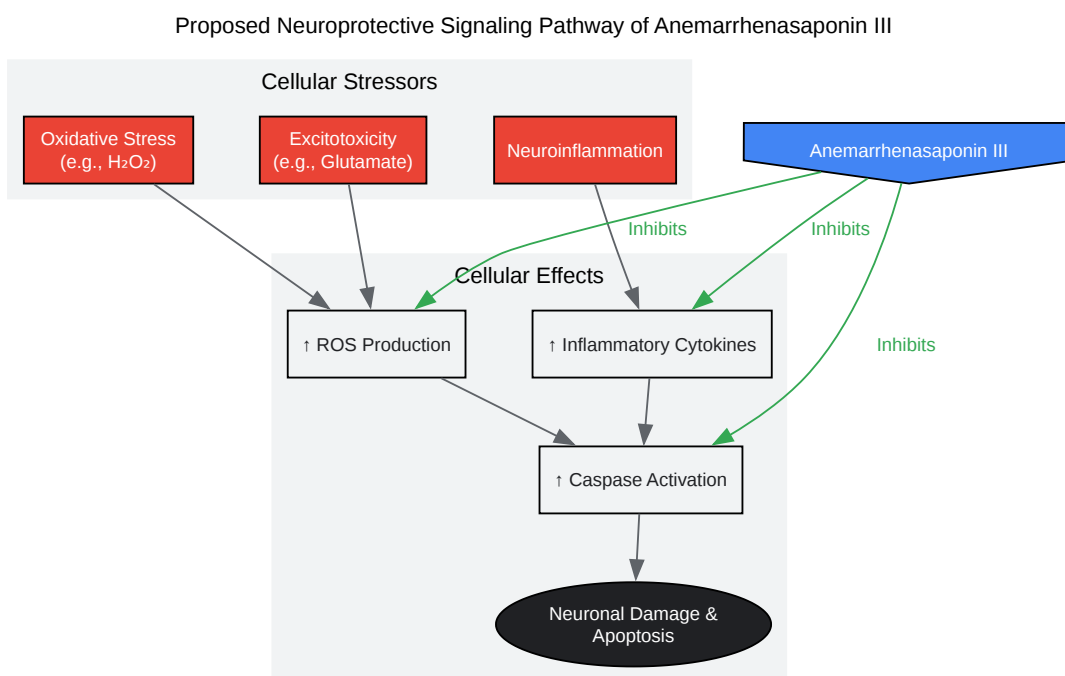 Proposed Neuroprotective Signaling Pathway of Anemarrhenasaponin III
Cellular Stressors
Oxidative Stress
(e.g., H₂O₂)
Excitotoxicity
(e.g., Glutamate)
Neuroinflammation
Anemarrhenasaponin III
Inhibits
Inhibits
Cellular Effects
↑ ROS Production
↑ Inflammatory Cytokines
Inhibits
↑ Caspase Activation
Neuronal Damage &
Apoptosis